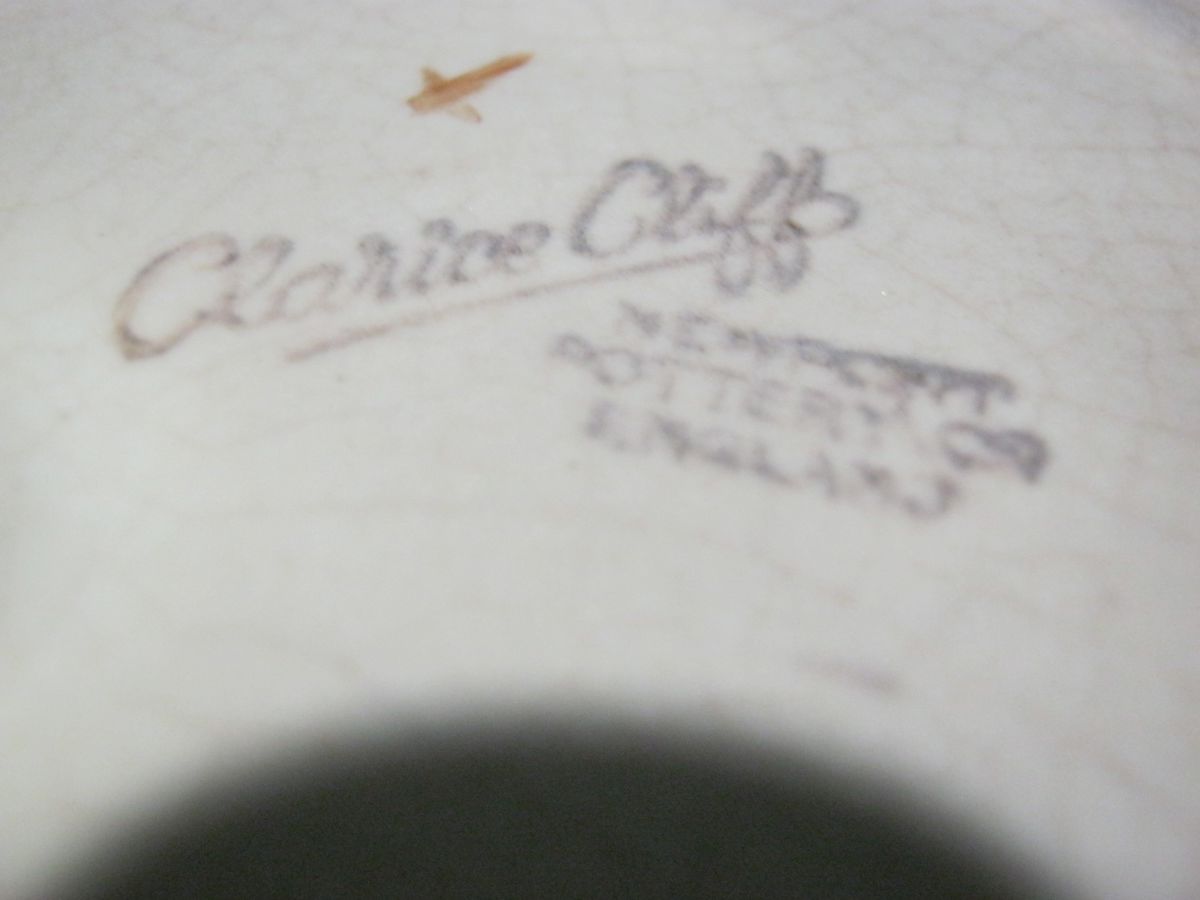 Clarice Cliff
NEWPORT
POTTERY CO
ENGLAND